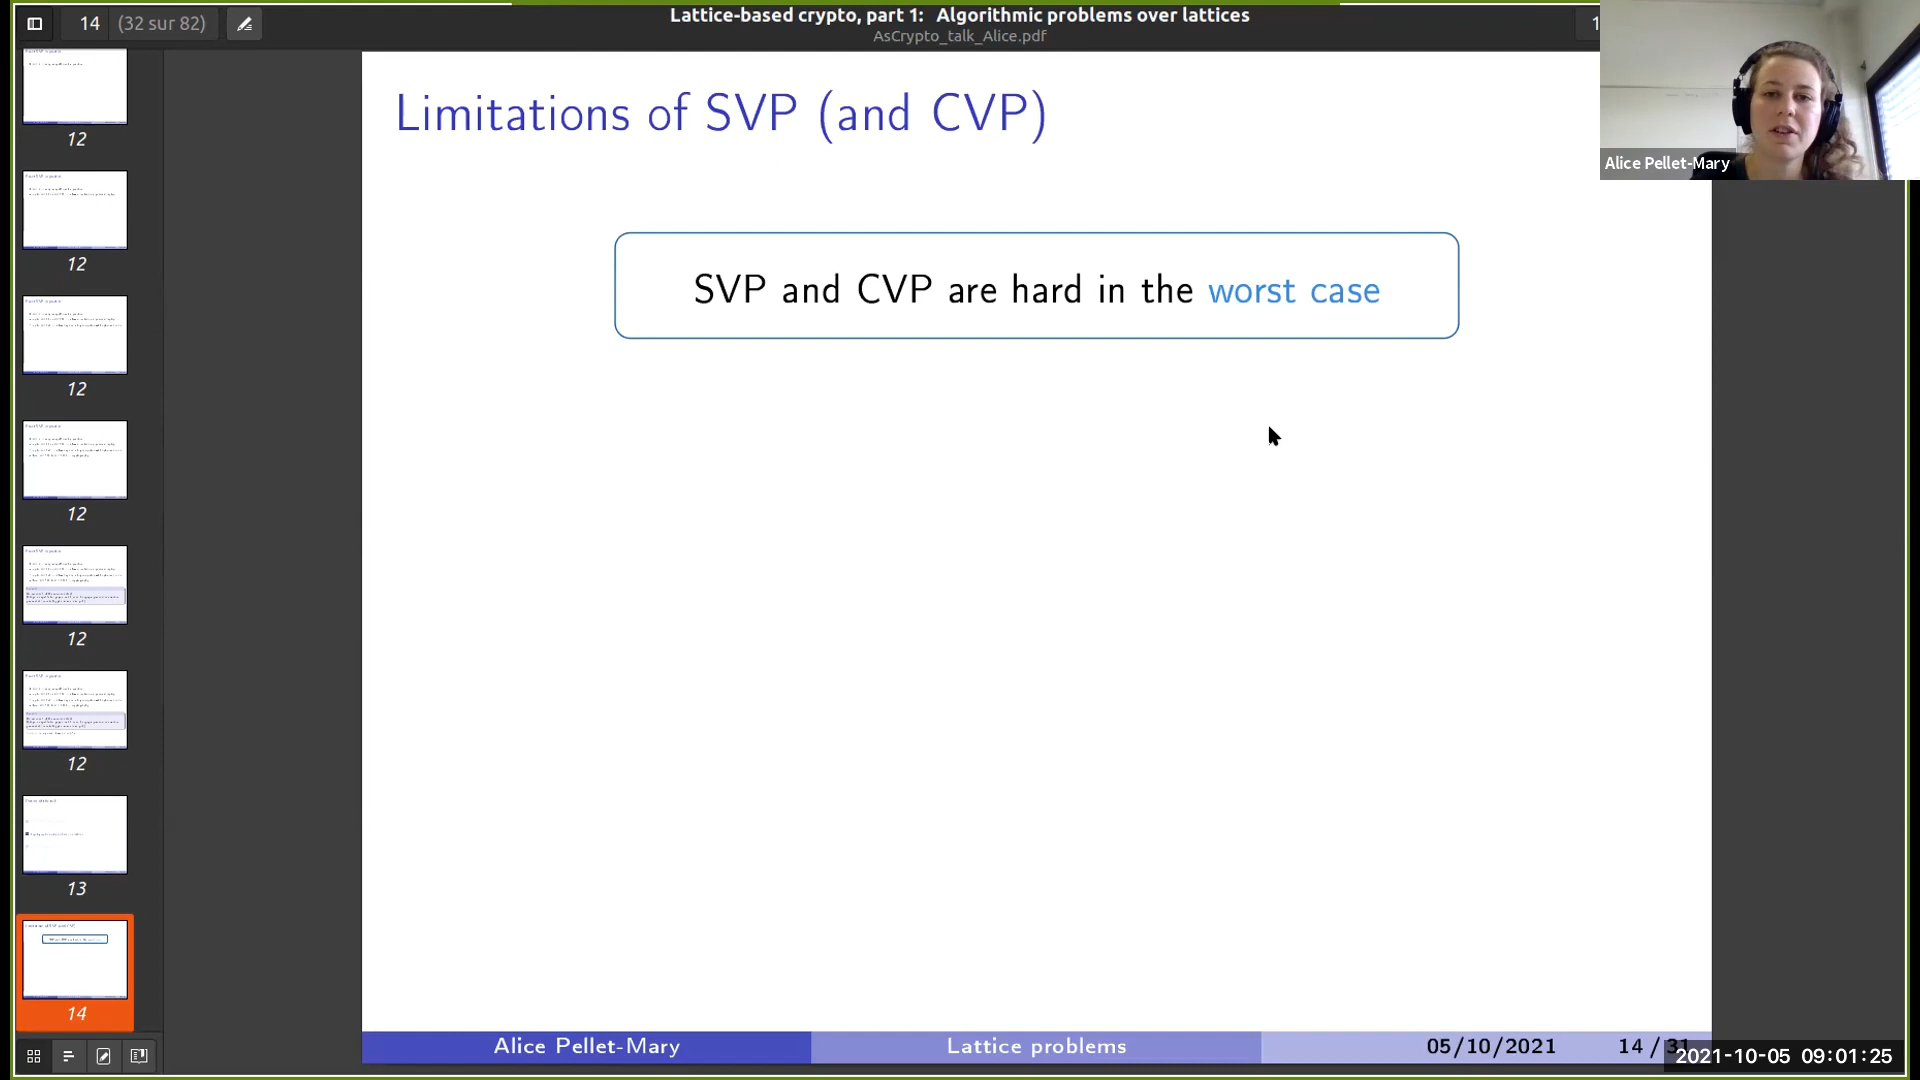 14 (32 sur 82)
Lattice-based crypto, part 1: Algorithmic problems over lattices
AsCrypto_talk_Alice.pdf
Alice Pellet-Mary
12
12
12
12
12
12
13
14
Limitations of SVP (and CVP)
SVP and CVP are hard in the worst case
Alice Pellet-Mary
Lattice problems
05/10/2021
14 / 31
2021-10-05 09:01:25